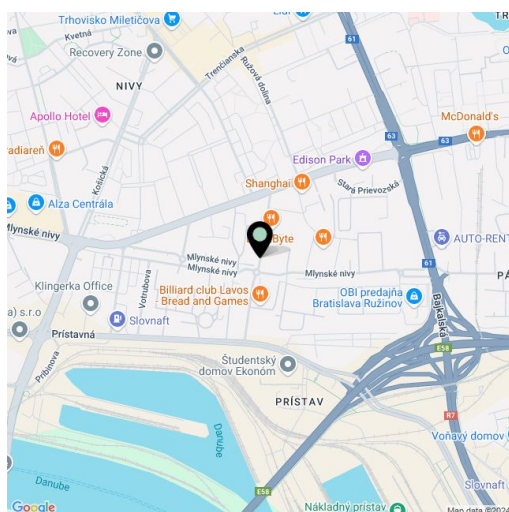 Trhovisko Miletičova
Kvetná
Recovery Zone
Trenčianska
Ružová dolina
61
NIVY
Apollo Hotel
McDonald's
63
63
Edison Park
Košická
Shanghai
Stará Prievozská
Alza Centrála
Byte
AUTO-RENT
Mlynské nivy
Mlynské nivy
Mlynské nivy
Mlynské nivy
61
Klingerka Office
Votrubova
Billiard club Lavos
Bread and Games
OBI predajňa
Bratislava Ružinov
Bajkalská
Slovnaft
Prístavná
E58
Pribinova
Študentský
domov Ekonóm
PRÍSTAV
R7
Danube
Voňavý domov
Danube
E58
Slovnaft
Nákladný prístav
Google
Map data ©2024